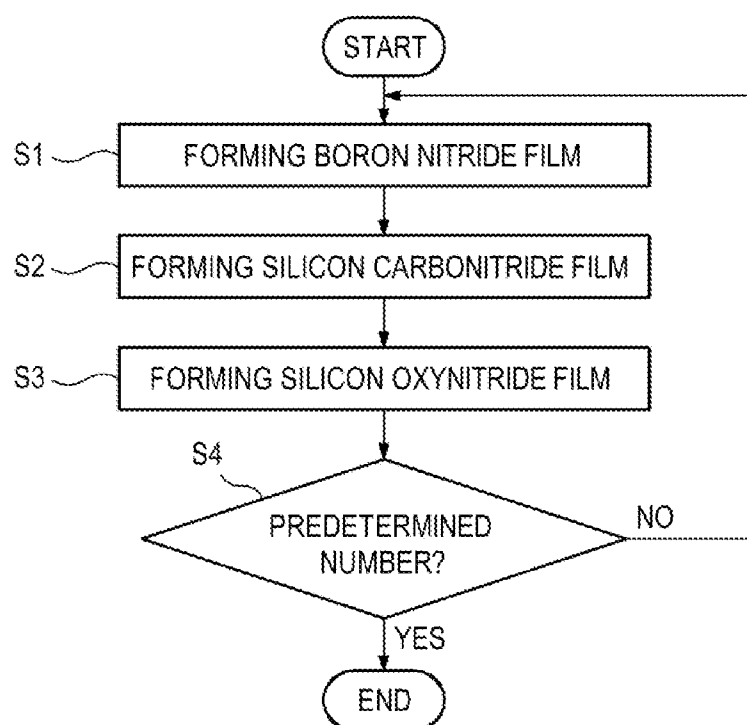 START
S1 FORMING BORON NITRIDE FILM
S2 FORMING SILICON CARBONITRIDE FILM
S3 FORMING SILICON OXYNITRIDE FILM
S4
PREDETERMINED
NUMBER?
NO
YES
END